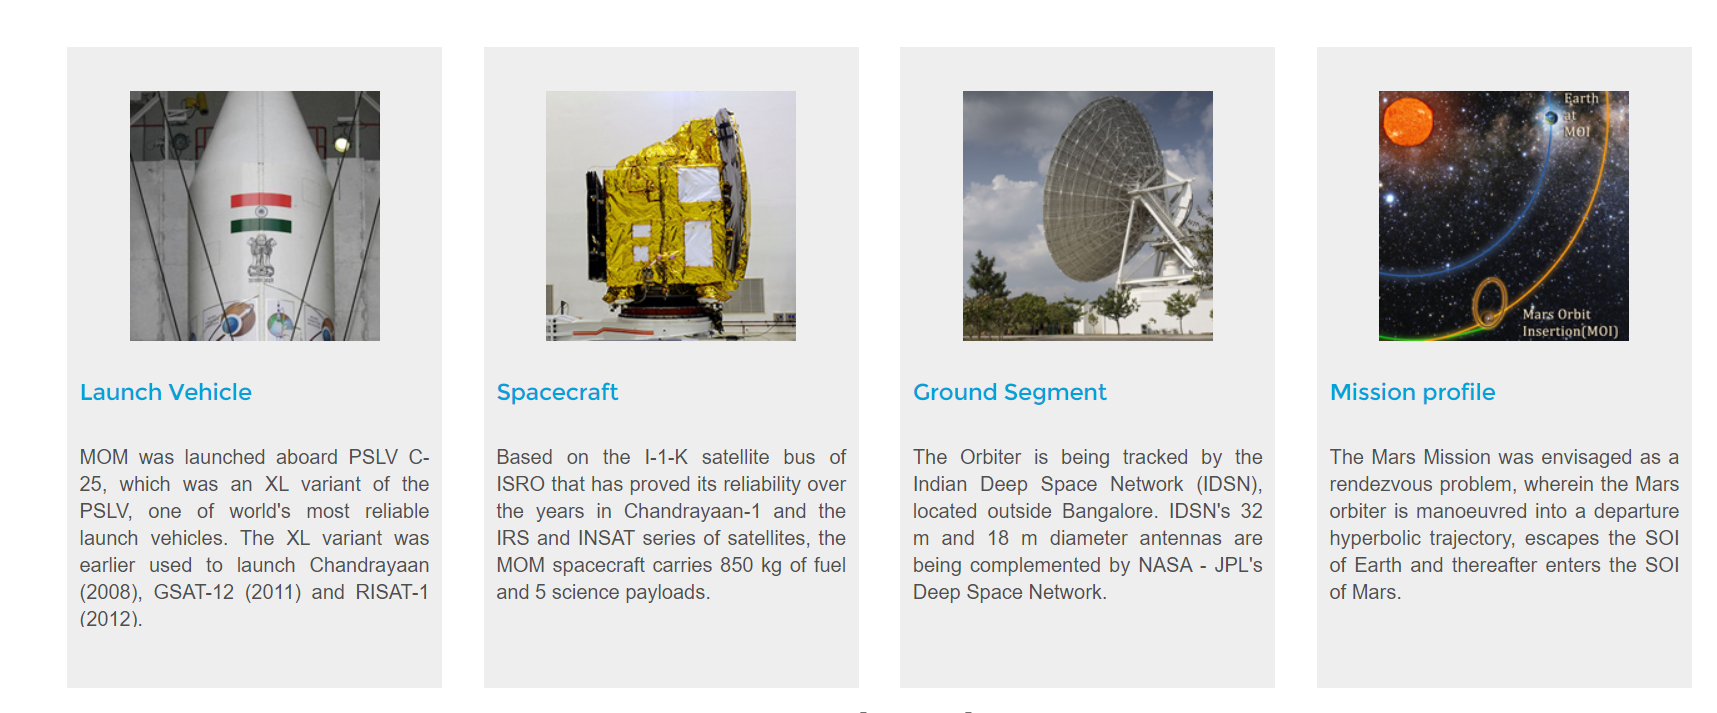 Earth
at
MOI
Mars Orbit
Insertion(MOI)
Launch Vehicle
MOM was launched aboard PSLV C-
25, which was an XL variant of the
PSLV, one of world's most reliable
launch vehicles. The XL variant was
earlier used to launch Chandrayaan
(2008), GSAT-12 (2011) and RISAT-1
(2012).
Spacecraft
Based on the I-1-K satellite bus of
ISRO that has proved its reliability over
the years in Chandrayaan-1 and the
IRS and INSAT series of satellites, the
MOM spacecraft carries 850 kg of fuel
and 5 science payloads.
Ground Segment
The Orbiter is being tracked by the
Indian Deep Space Network (IDSN),
located outside Bangalore. IDSN's 32
m and 18 m diameter antennas are
being complemented by NASA - JPL's
Deep Space Network.
Mission profile
The Mars Mission was envisaged as a
rendezvous problem, wherein the Mars
orbiter is manoeuvred into a departure
hyperbolic trajectory, escapes the SOI
of Earth and thereafter enters the SOI
of Mars.